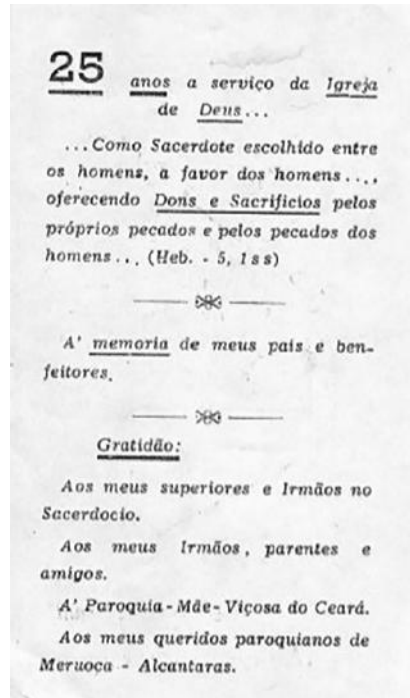 25 anos a serviço da Igreja
de Deus...
...Como Sacerdote escolhido entre
os homens, a favor dos homens...,
oferecendo Dons e Sacrificios pelos
próprios pecados e pelos pecados dos
homens... (Heb. - 5, 1ss)
A' memoria de meus pais e ben-
feitores.
Gratidão:
Aos meus superiores e Irmãos no
Sacerdocio.
Aos meus Irmãos, parentes e
amigos.
A' Paroquia - Mãe - Viçosa do Ceará.
Aos meus queridos paroquianos de
Meruoca - Alcantaras.